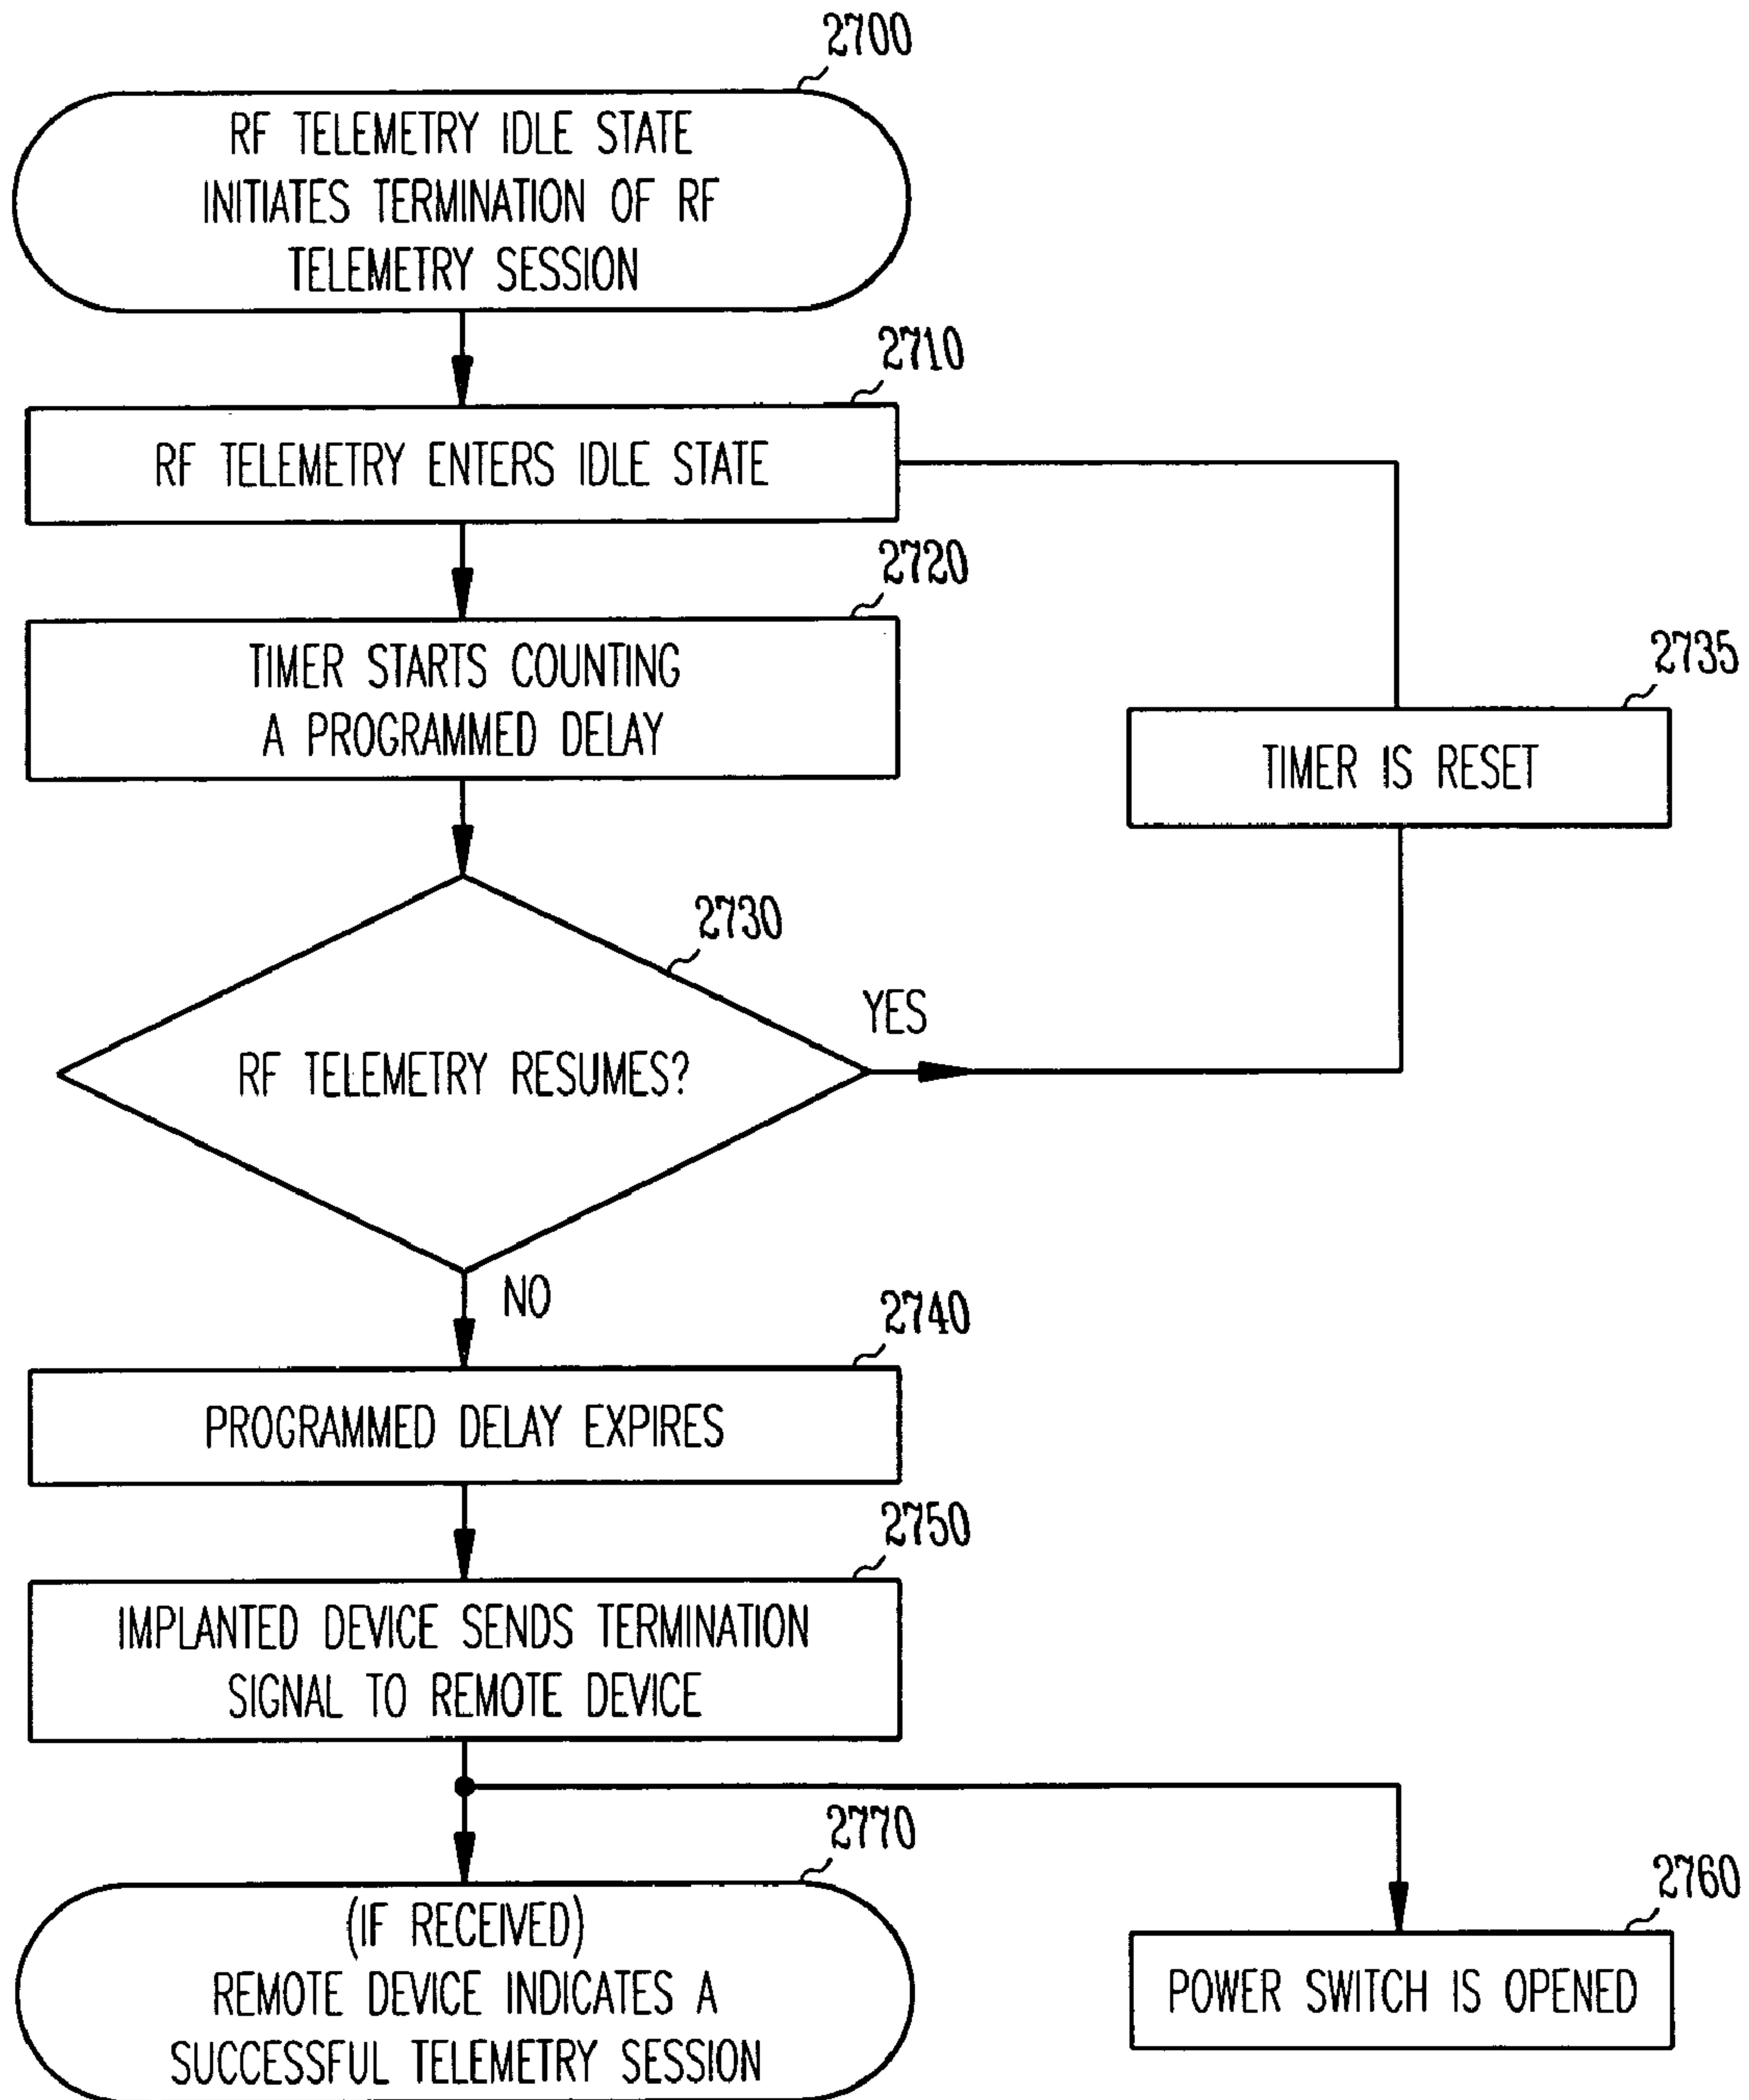 2700
RF TELEMETRY IDLE STATE
INITIATES TERMINATION OF RF
TELEMETRY SESSION
2710
RF TELEMETRY ENTERS IDLE STATE
2720
TIMER STARTS COUNTING
A PROGRAMMED DELAY
2735
TIMER IS RESET
2730
YES
RF TELEMETRY RESUMES?
NO
2740
PROGRAMMED DELAY EXPIRES
2750
IMPLANTED DEVICE SENDS TERMINATION
SIGNAL TO REMOTE DEVICE
2770
(IF RECEIVED)
REMOTE DEVICE INDICATES A
SUCCESSFUL TELEMETRY SESSION
2760
POWER SWITCH IS OPENED